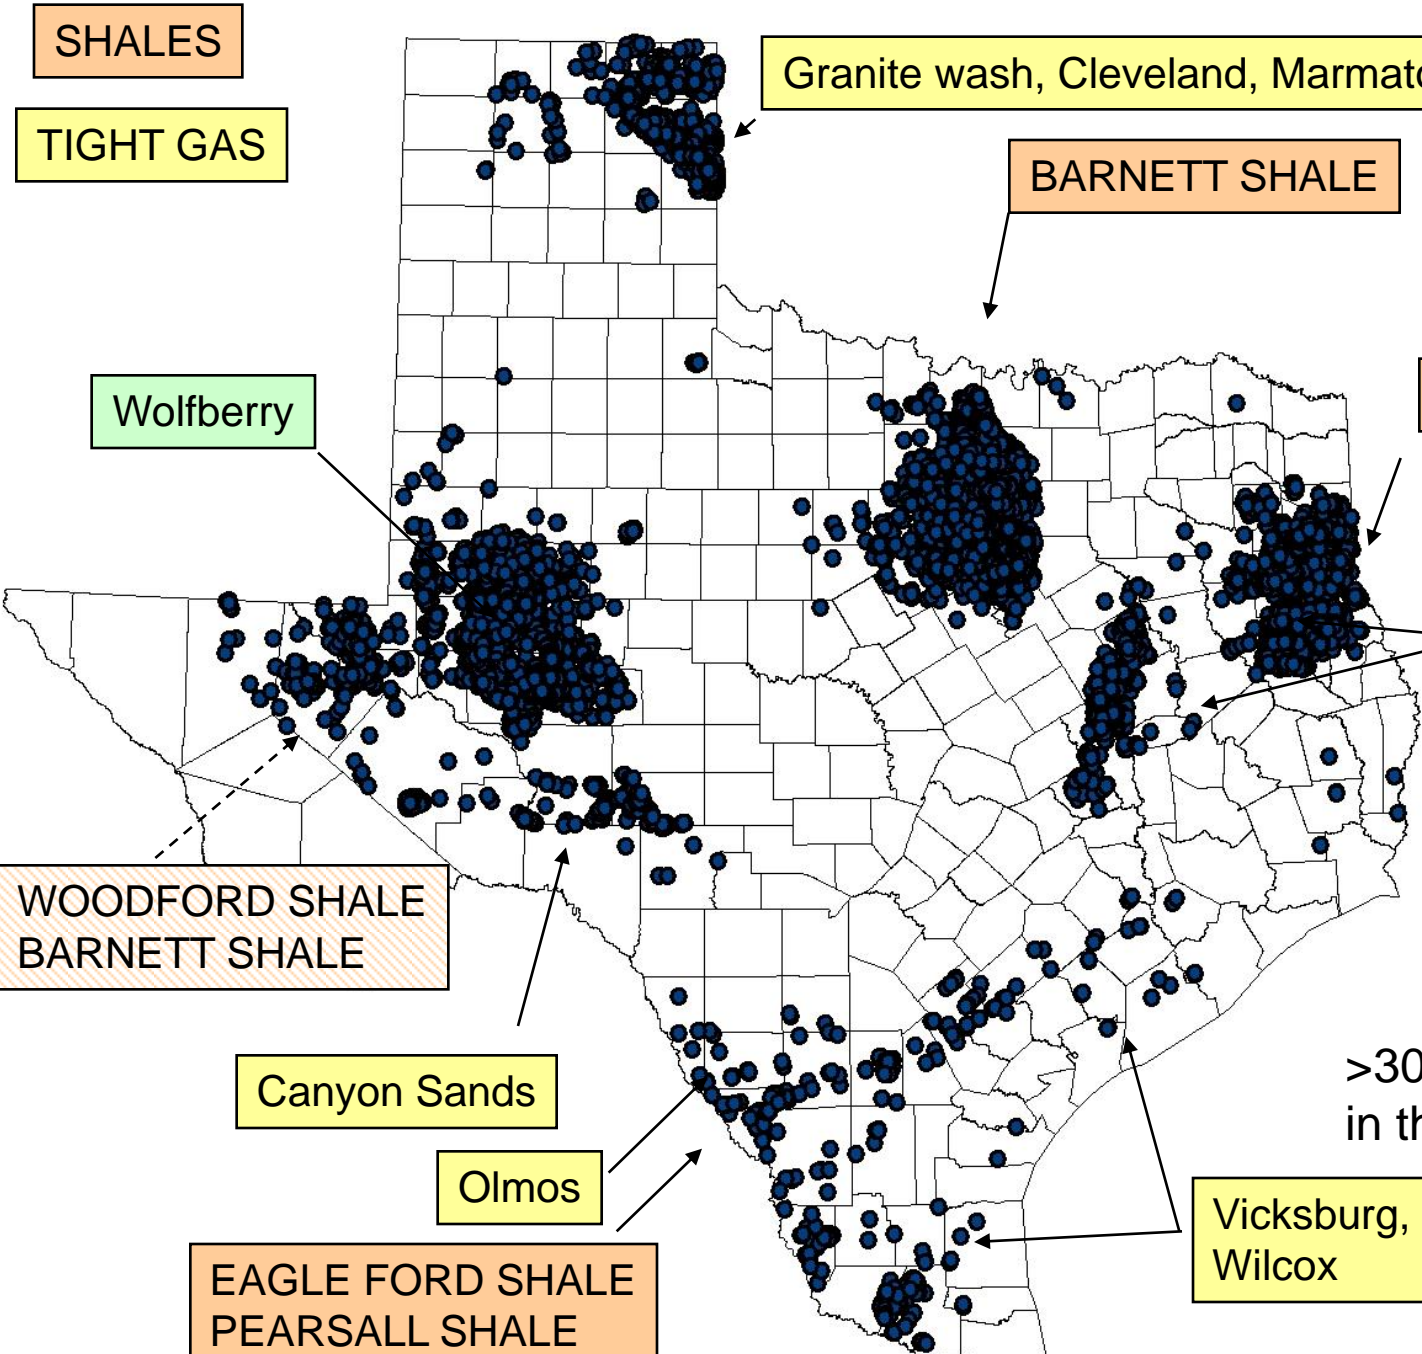 SHALES
TIGHT GAS
Granite wash, Cleveland, Marmato
BARNETT SHALE
Wolfberry
WOODFORD SHALE
BARNETT SHALE
Canyon Sands
>30
in th
Olmos
Vicksburg,
Wilcox
EAGLE FORD SHALE
PEARSALL SHALE